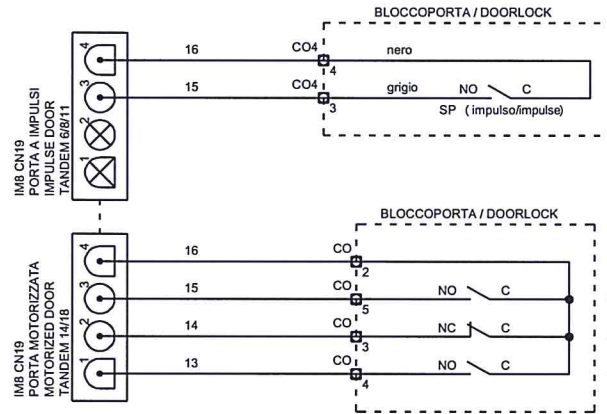 BLOCCOPORTA / DOORLOCK
IM8 CN19
PORTA A IMPULSI
IMPULSE DOOR
TANDEM 6/8/11
4 16 CO4 4 nero
3 15 CO4 3 grigio NO C
SP ( impulso/impulse)
2
1
BLOCCOPORTA / DOORLOCK
IM8 CN19
PORTA MOTORIZZATA
MOTORIZED DOOR
TANDEM 14/18
4 16 CO 2
3 15 CO 5 NO C
2 14 CO 3 NC C
1 13 CO 4 NO C